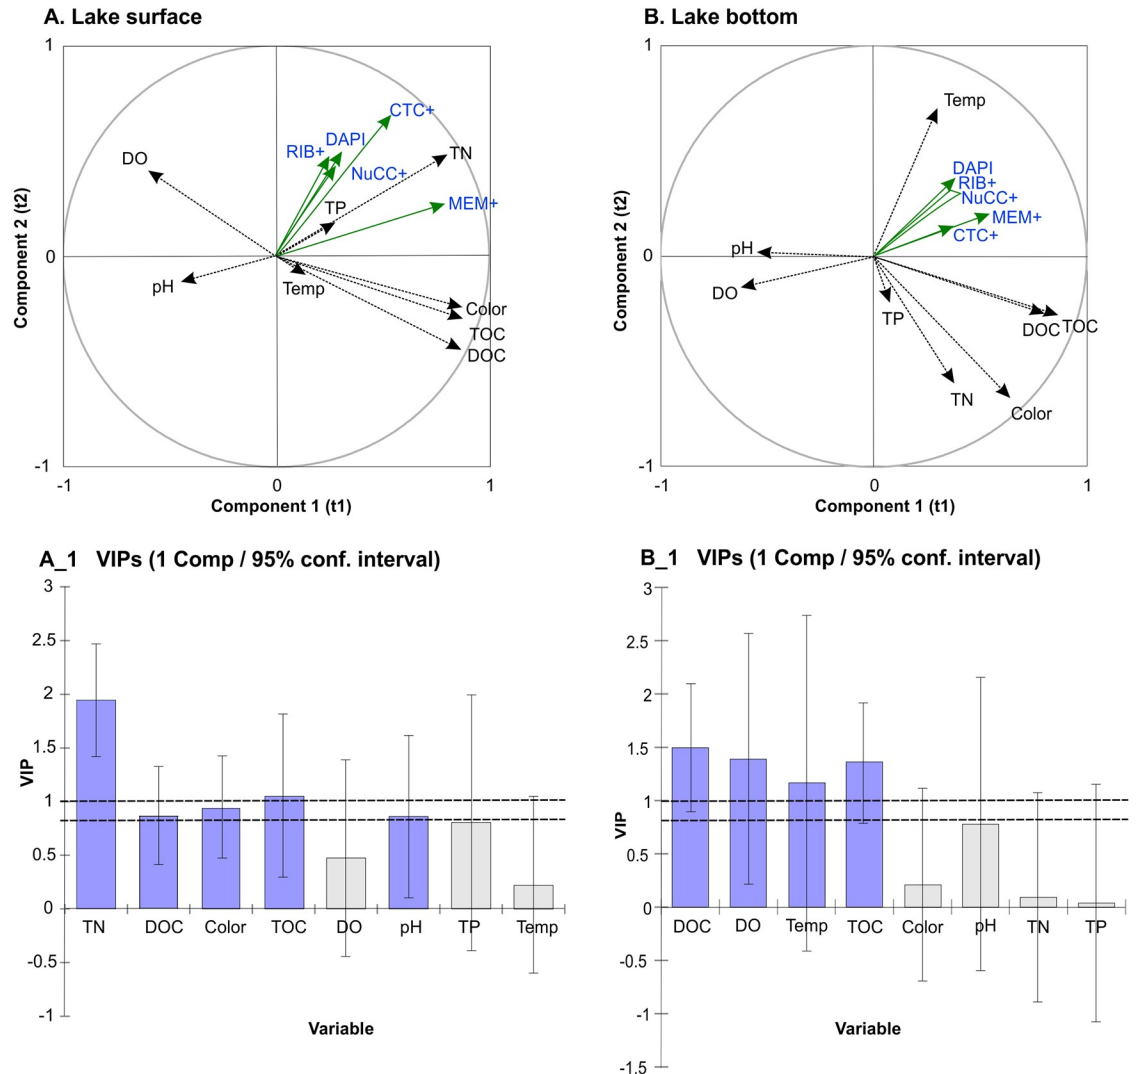 A. Lake surface
1
0
-1
Component 2 (t2)
DO
RIB+
DAPI
CTC+
NuCC+
TN
TP
MEM+
pH
Temp
Color
TOC
DOC
-1
0
1
Component 1 (t1)
B. Lake bottom
1
0
-1
Component 2 (t2)
Temp
DAPI
RIB+
NuCC+
MEM+
CTC+
pH
DO
TP
DOC
TOC
TN
Color
-1
0
1
Component 1 (t1)
A_1 VIPs (1 Comp / 95% conf. interval)
3
2.5
2
1.5
1
0.5
0
-0.5
-1
VIP
TN
DOC
Color
TOC
DO
pH
TP
Temp
Variable
B_1 VIPs (1 Comp / 95% conf. interval)
3
2.5
2
1.5
1
0.5
0
-0.5
-1
-1.5
VIP
DOC
DO
Temp
TOC
Color
pH
TN
TP
Variable